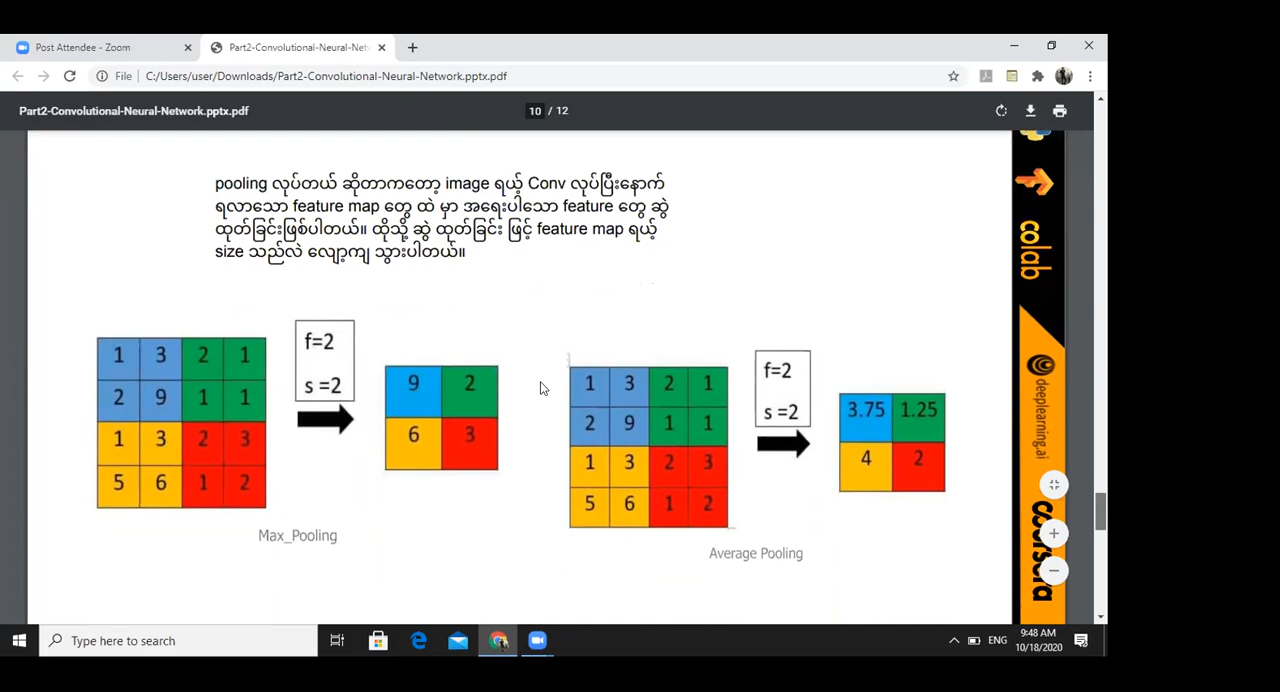 Post Attendee - Zoom
Part2-Convolutional-Neural-Net
File
C:/Users/user/Downloads/Part2-Convolutional-Neural-Network.pptx.pdf
Part2-Convolutional-Neural-Network.pptx.pdf
10 / 12
pooling လုပ်တယ် ဆိုတာကတော့ image ရယ့် Conv လုပ်ပြီးနောက်
ရလာသော feature map တွေ ထဲ မှာ အရေးပါသော feature တွေ ဆွဲ
ထုတ်ခြင်းဖြစ်ပါတယ်။ ထိုသို့ ဆွဲ ထုတ်ခြင်း ဖြင့် feature map ရယ့်
size သည်လဲ လျော့ကျ သွားပါတယ်။
1 3 2 1
2 9 1 1
1 3 2 3
5 6 1 2
f=2
s =2
9 2
6 3
Max_Pooling
1 3 2 1
2 9 1 1
1 3 2 3
5 6 1 2
f=2
s =2
3.75 1.25
4 2
Average Pooling
colab
deeplearning.ai
coursera
Type here to search
ENG
9:48 AM
10/18/2020